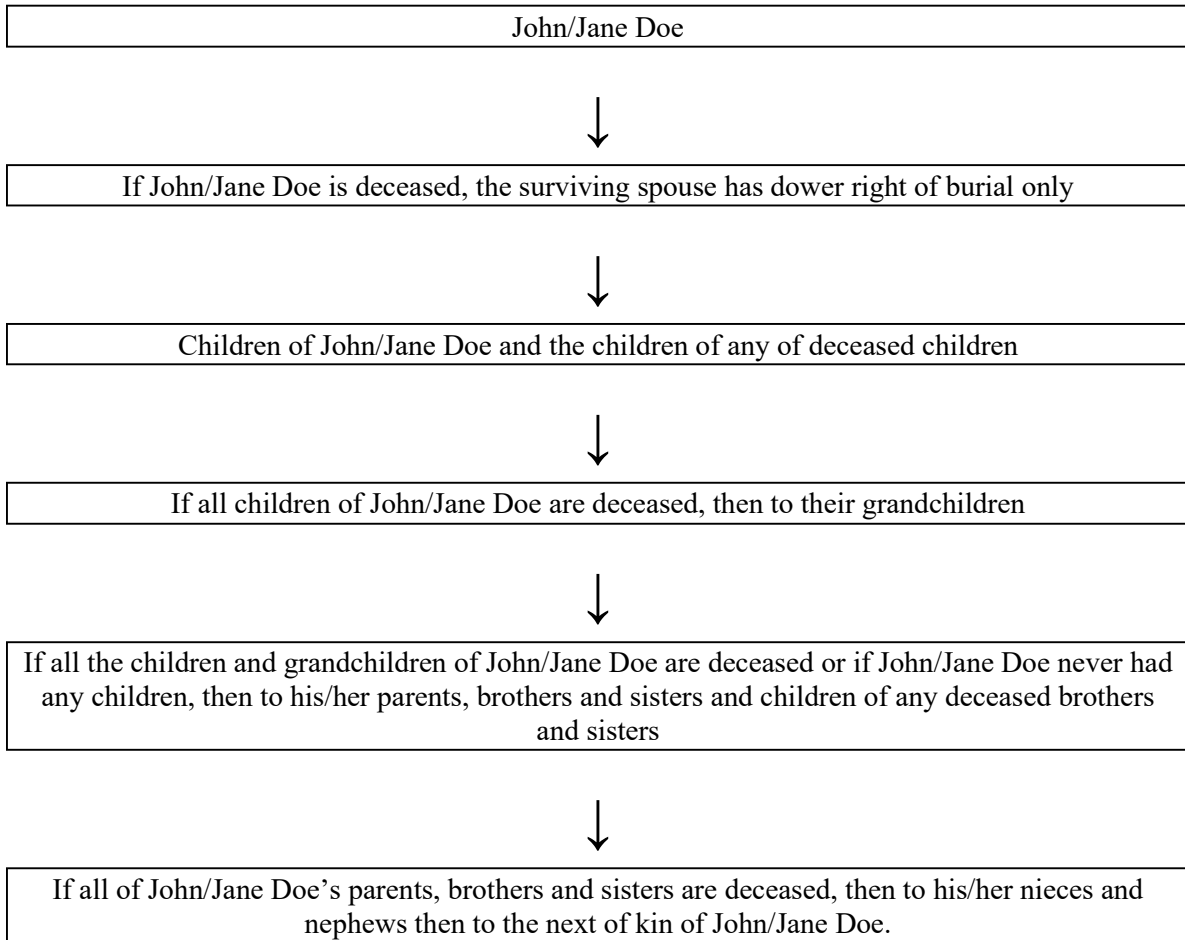 John/Jane Doe
If John/Jane Doe is deceased, the surviving spouse has dower right of burial only
Children of John/Jane Doe and the children of any of deceased children
If all children of John/Jane Doe are deceased, then to their grandchildren
If all the children and grandchildren of John/Jane Doe are deceased or if John/Jane Doe never had
any children, then to his/her parents, brothers and sisters and children of any deceased brothers
and sisters
If all of John/Jane Doe’s parents, brothers and sisters are deceased, then to his/her nieces and
nephews then to the next of kin of John/Jane Doe.